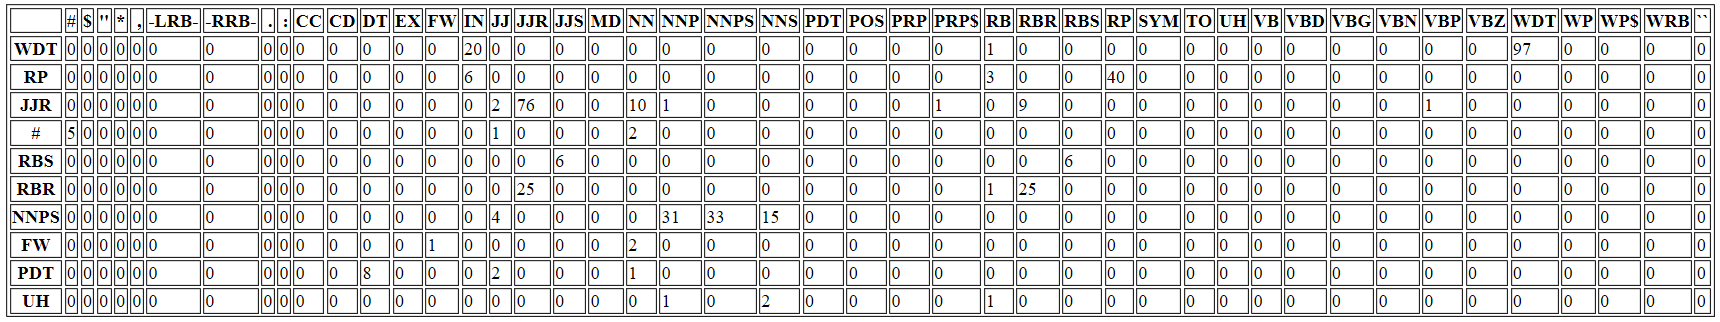 # $ " * , -LRB- -RRB- . : CC CD DT EX FW IN JJ JJR JJS MD NN NNP NNPS NNS PDT POS PRP PRP$ RB RBR RBS RP SYM TO UH VB VBD VBG VBN VBP VBZ WDT WP WP$ WRB ``
WDT 0 0 0 0 0 0 0 0 0 0 0 0 0 0 20 0 0 0 0 0 0 0 0 0 0 0 0 1 0 0 0 0 0 0 0 0 0 0 0 0 97 0 0 0 0
RP 0 0 0 0 0 0 0 0 0 0 0 0 0 0 6 0 0 0 0 0 0 0 0 0 0 0 0 3 0 0 40 0 0 0 0 0 0 0 0 0 0 0 0 0 0
JJR 0 0 0 0 0 0 0 0 0 0 0 0 0 0 0 2 76 0 0 10 1 0 0 0 0 0 1 0 9 0 0 0 0 0 0 0 0 0 1 0 0 0 0 0 0
# 5 0 0 0 0 0 0 0 0 0 0 0 0 0 0 1 0 0 0 2 0 0 0 0 0 0 0 0 0 0 0 0 0 0 0 0 0 0 0 0 0 0 0 0 0
RBS 0 0 0 0 0 0 0 0 0 0 0 0 0 0 0 0 0 6 0 0 0 0 0 0 0 0 0 0 0 6 0 0 0 0 0 0 0 0 0 0 0 0 0 0 0
RBR 0 0 0 0 0 0 0 0 0 0 0 0 0 0 0 0 25 0 0 0 0 0 0 0 0 0 0 1 25 0 0 0 0 0 0 0 0 0 0 0 0 0 0 0 0
NNPS 0 0 0 0 0 0 0 0 0 0 0 0 0 0 0 4 0 0 0 0 31 33 15 0 0 0 0 0 0 0 0 0 0 0 0 0 0 0 0 0 0 0 0 0 0
FW 0 0 0 0 0 0 0 0 0 0 0 0 0 1 0 0 0 0 0 2 0 0 0 0 0 0 0 0 0 0 0 0 0 0 0 0 0 0 0 0 0 0 0 0 0
PDT 0 0 0 0 0 0 0 0 0 0 0 8 0 0 0 2 0 0 0 1 0 0 0 0 0 0 0 0 0 0 0 0 0 0 0 0 0 0 0 0 0 0 0 0 0
UH 0 0 0 0 0 0 0 0 0 0 0 0 0 0 0 0 0 0 0 0 1 0 2 0 0 0 0 1 0 0 0 0 0 0 0 0 0 0 0 0 0 0 0 0 0